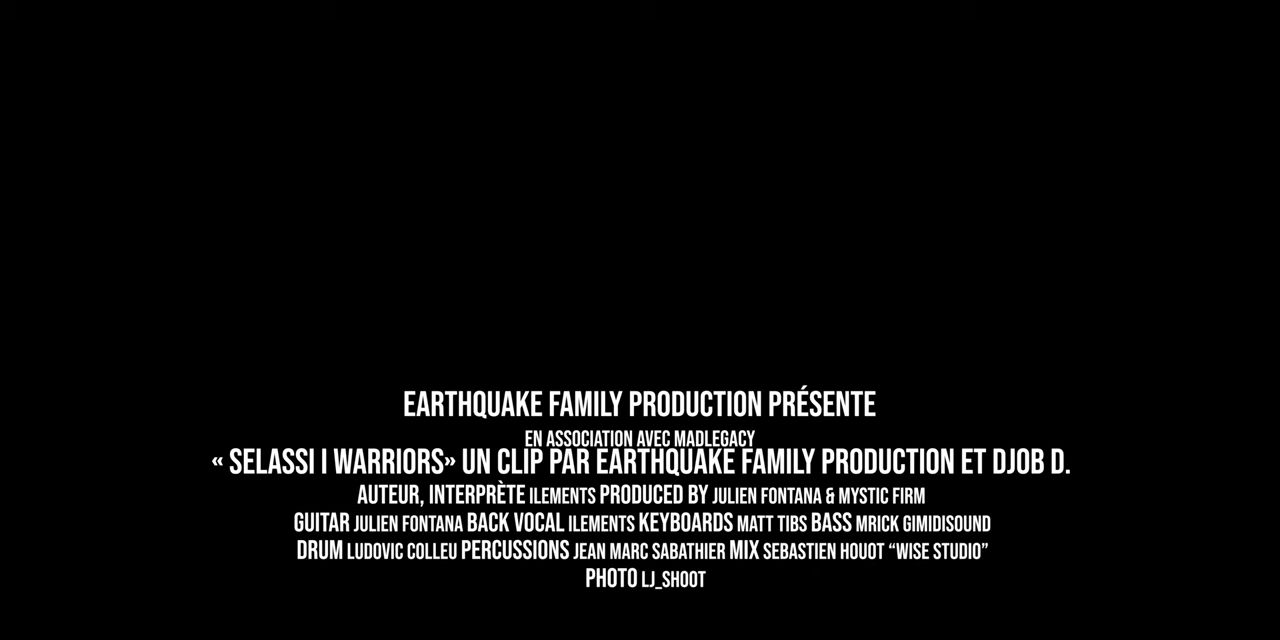 EARTHQUAKE FAMILY PRODUCTION PRÉSENTE
EN ASSOCIATION AVEC MADLEGACY
« SELASSI I WARRIORS» UN CLIP PAR EARTHQUAKE FAMILY PRODUCTION ET DJOB D.
AUTEUR, INTERPRÈTE ILEMENTS PRODUCED BY JULIEN FONTANA & MYSTIC FIRM
GUITAR JULIEN FONTANA BACK VOCAL ILEMENTS KEYBOARDS MATT TIBS BASS MRICK GIMIDISOUND
DRUM LUDOVIC COLLEU PERCUSSIONS JEAN MARC SABATHIER MIX SEBASTIEN HOUOT “WISE STUDIO”
PHOTO LJ_SHOOT